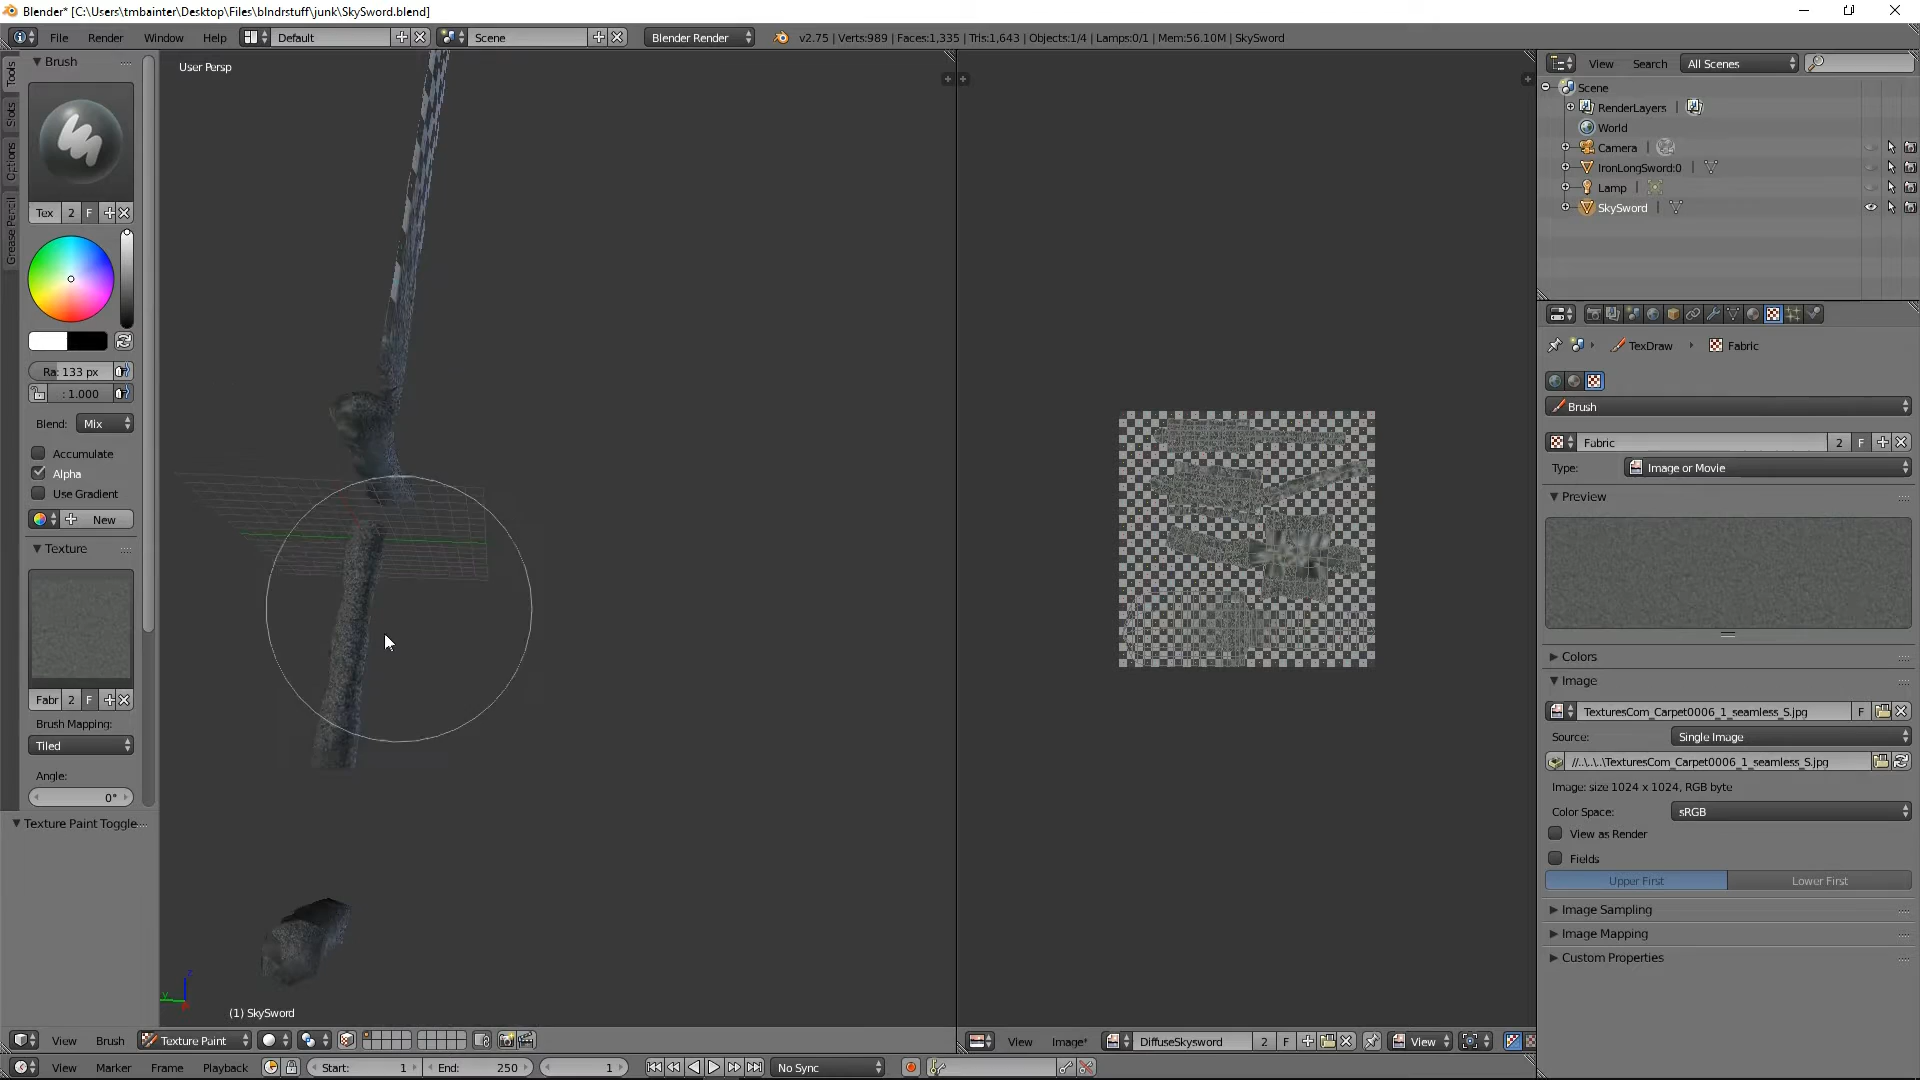 Blender* [C:\Users\tmbainter\Desktop\Files\blndrstuff\junk\SkySword.blend]
File Render Window Help Default Scene Blender Render v2.75 | Verts:989 | Faces:1,335 | Tris:1,643 | Objects:1/4 | Lamps:0/1 | Mem:56.10M | SkySword
Tools
Slots
Options
Grease Pencil
Brush
Tex 2 F
Ra: 133 px
: 1.000
Blend: Mix
Accumulate
Alpha
Use Gradient
New
Texture
Fabr 2 F
Brush Mapping:
Tiled
Angle:
0°
Texture Paint Toggle
User Persp
(1) SkySword
View Brush Texture Paint
View Image* DiffuseSkysword 2 F View
View Marker Frame Playback Start: 1 End: 250 1 No Sync
View Search All Scenes
Scene
RenderLayers
World
Camera
IronLongSword:0
Lamp
SkySword
TexDraw Fabric
Brush
Fabric 2 F
Type: Image or Movie
Preview
Colors
Image
TexturesCom_Carpet0006_1_seamless_S.jpg F
Source: Single Image
//..\..\..\TexturesCom_Carpet0006_1_seamless_S.jpg
Image: size 1024 x 1024, RGB byte
Color Space: sRGB
View as Render
Fields
Upper First Lower First
Image Sampling
Image Mapping
Custom Properties